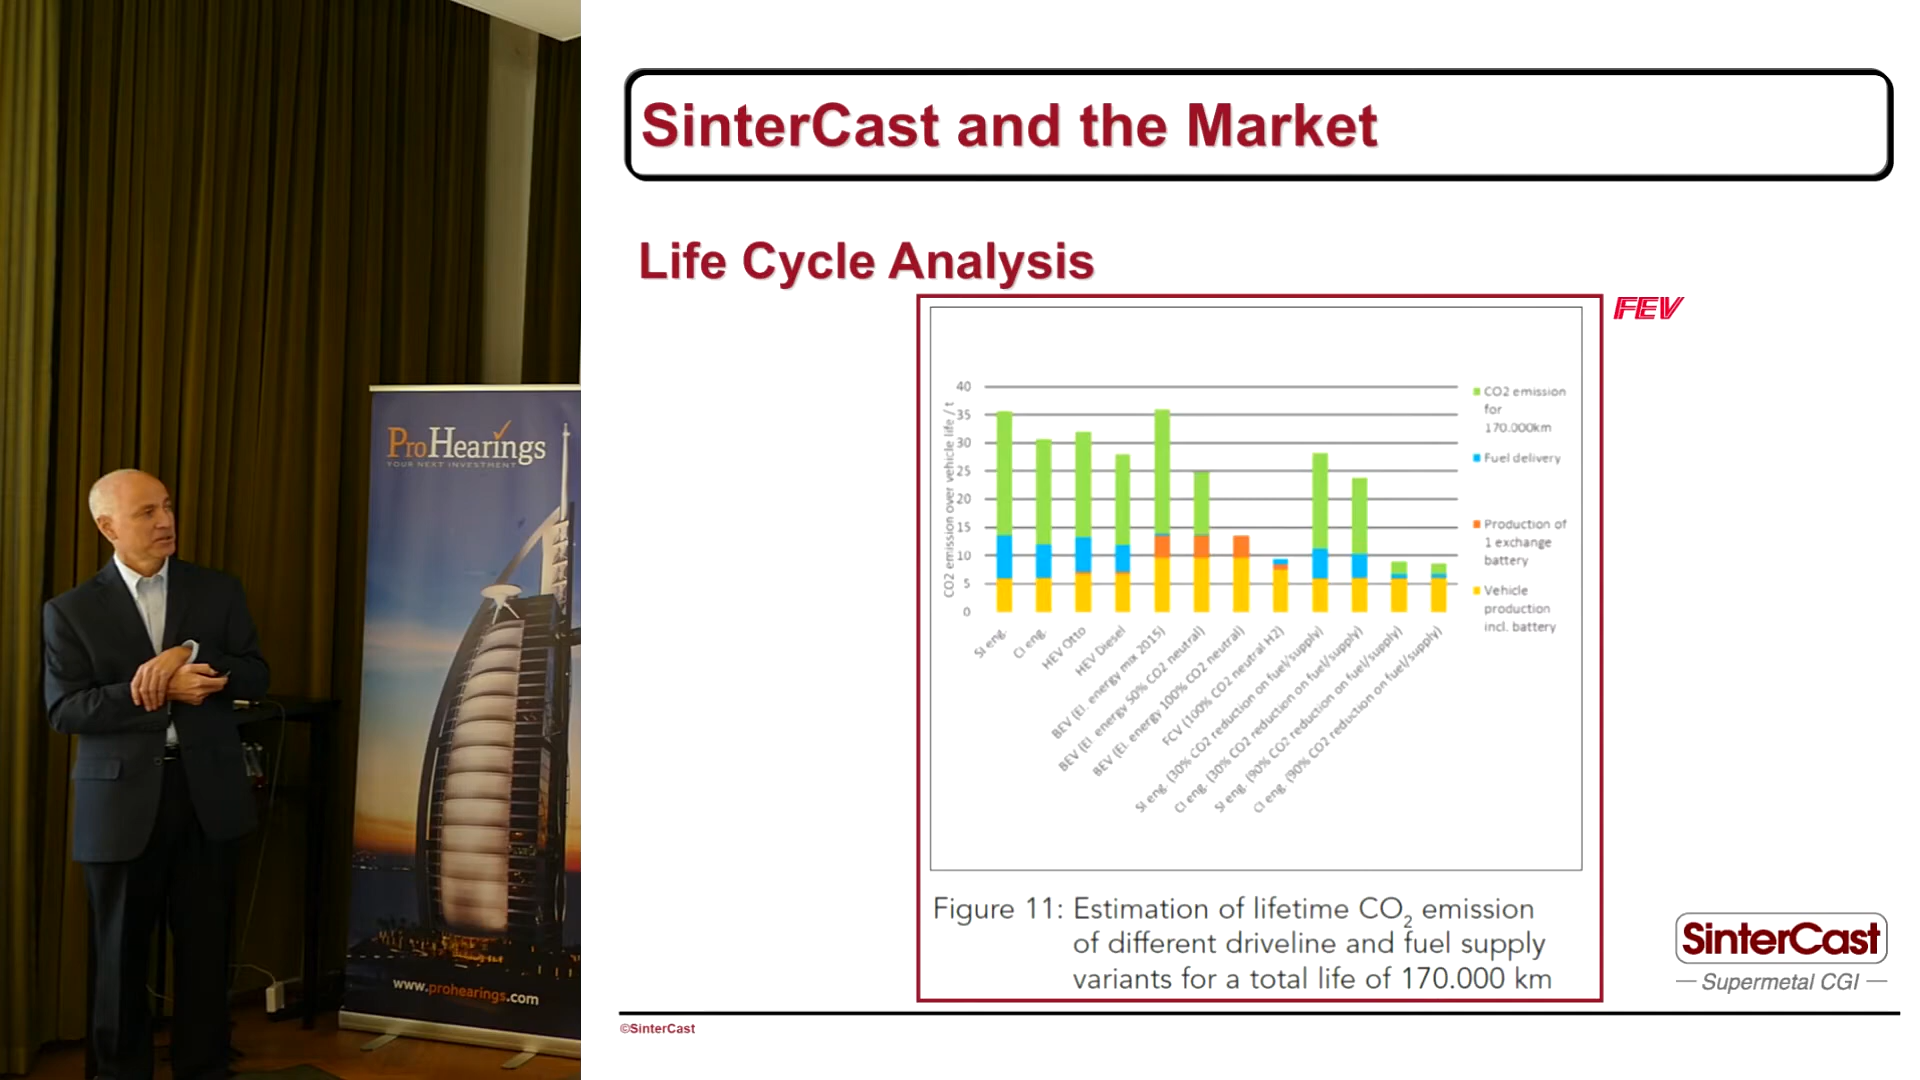 ProHearings
YOUR NEXT INVESTMENT
www.prohearings.com
SinterCast and the Market
Life Cycle Analysis
FEV
40
35
30
25
20
15
10
5
0
CO2 emission over vehicle life / t
CO2 emission
for
170.000km
Fuel delivery
Production of
1 exchange
battery
Vehicle
production
incl. battery
SI eng.
CI eng.
HEV Otto
HEV Diesel
BEV (El. energy mix 2015)
BEV (El energy 50% CO2 neutral)
BEV (El. energy 100% CO2 neutral)
FCV (100% CO2 neutral H2)
SI eng. (30% CO2 reduction on fuel/supply)
CI eng. (30% CO2 reduction on fuel/supply)
SI eng. (90% CO2 reduction on fuel/supply)
CI eng. (90% CO2 reduction on fuel/supply)
Figure 11: Estimation of lifetime CO2 emission
of different driveline and fuel supply
variants for a total life of 170.000 km
SinterCast
Supermetal CGI
©SinterCast